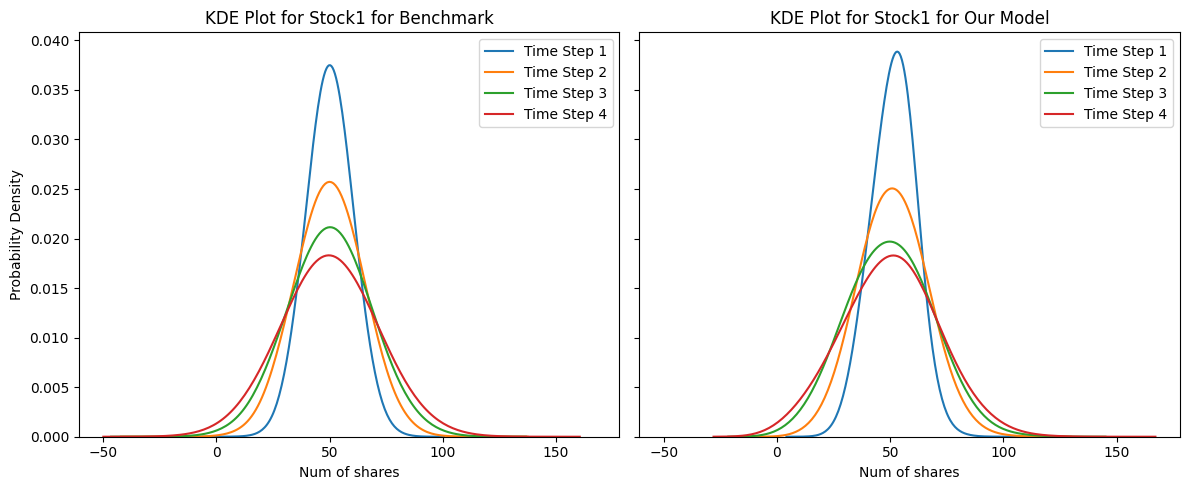 KDE Plot for Stock1 for Benchmark
0.040
0.035
0.030
0.025
0.020
0.015
0.010
0.005
0.000
Probability Density
−50
0
50
100
150
Num of shares
Time Step 1
Time Step 2
Time Step 3
Time Step 4
KDE Plot for Stock1 for Our Model
−50
0
50
100
150
Num of shares
Time Step 1
Time Step 2
Time Step 3
Time Step 4